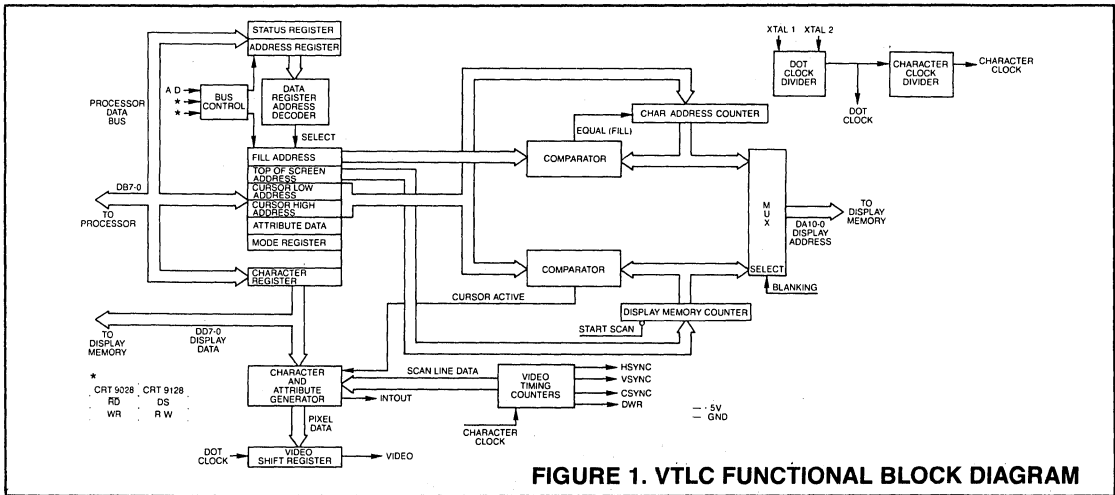 STATUS REGISTER
ADDRESS REGISTER
PROCESSOR
DATA
BUS
A D
*
*
BUS
CONTROL
DATA
REGISTER
ADDRESS
DECODER
SELECT
FILL ADDRESS
TOP OF SCREEN
ADDRESS
CURSOR LOW
ADDRESS
CURSOR HIGH
ADDRESS
ATTRIBUTE DATA
MODE REGISTER
CHARACTER
REGISTER
DB7-0
TO
PROCESSOR
TO
DISPLAY
MEMORY
DD7-0
DISPLAY
DATA
*
CRT 9028 CRT 9128
RD DS
WR R W
CHARACTER
AND
ATTRIBUTE
GENERATOR
INTOUT
PIXEL
DATA
DOT
CLOCK
VIDEO
SHIFT REGISTER
VIDEO
EQUAL (FILL)
COMPARATOR
CHAR ADDRESS COUNTER
COMPARATOR
CURSOR ACTIVE
DISPLAY MEMORY COUNTER
START SCAN
SCAN LINE DATA
VIDEO
TIMING
COUNTERS
HSYNC
VSYNC
CSYNC
DWR
CHARACTER
CLOCK
XTAL 1 XTAL 2
DOT
CLOCK
DIVIDER
CHARACTER
CLOCK
DIVIDER
CHARACTER
CLOCK
DOT
CLOCK
M
U
X
SELECT
BLANKING
TO
DISPLAY
MEMORY
DA10-0
DISPLAY
ADDRESS
5V
GND
FIGURE 1. VTLC FUNCTIONAL BLOCK DIAGRAM